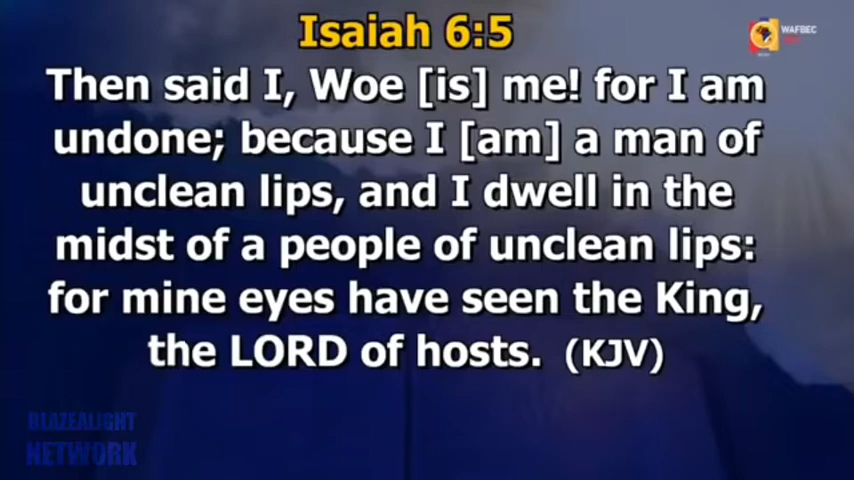 Isaiah 6:5
WAFBEC
Then said I, Woe [is] me! for I am
undone; because I [am] a man of
unclean lips, and I dwell in the
midst of a people of unclean lips:
for mine eyes have seen the King,
the LORD of hosts. (KJV)
BLAZEALIGHT
NETWORK